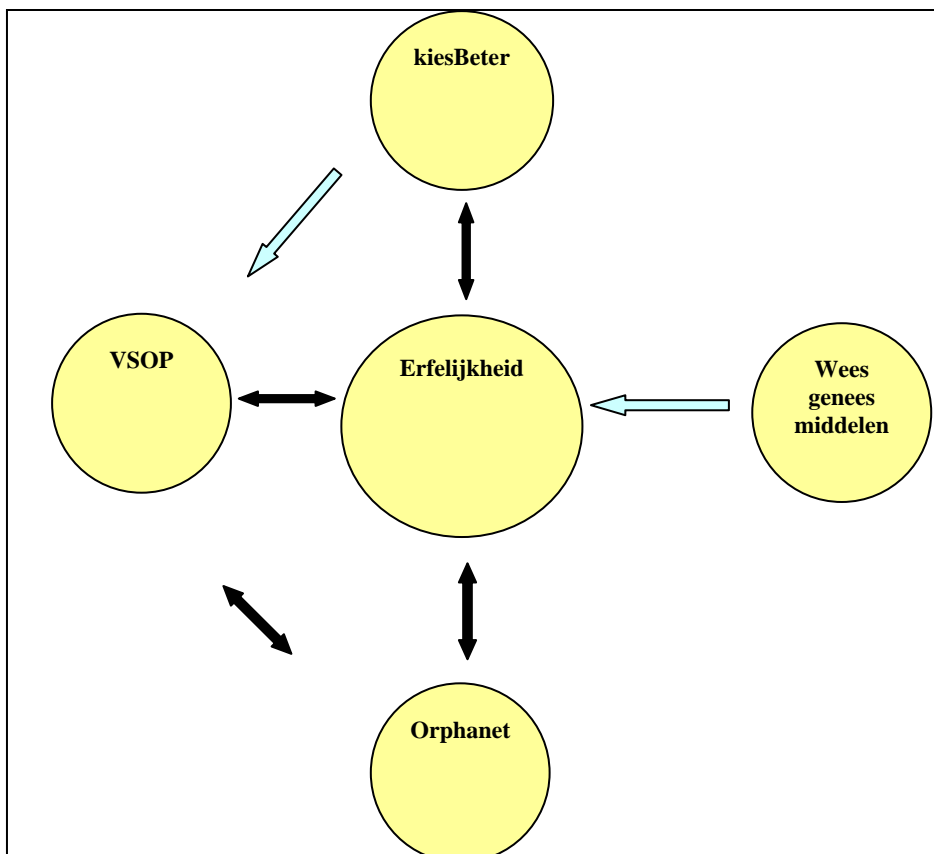 kiesBeter
VSOP
Erfelijkheid
Wees
genees
middelen
Orphanet